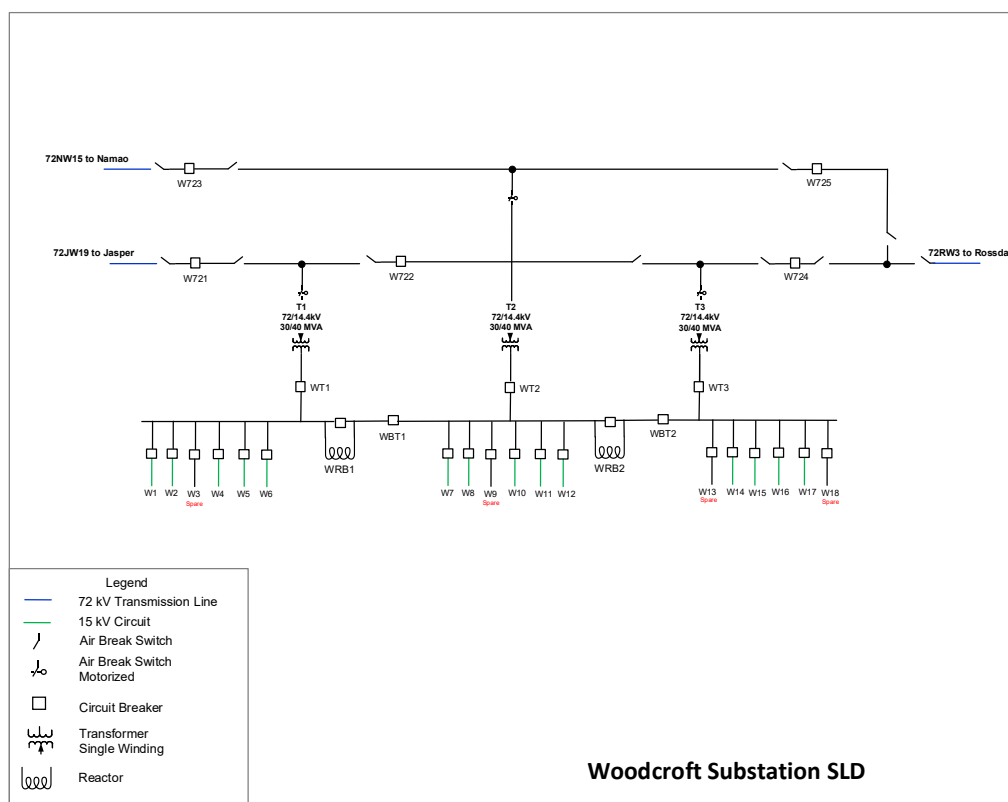 72NW15 to Namao
W723
W725
72JW19 to Jasper
W721
W722
W724
72RW3 to Rossda
T1
72/14.4kV
30/40 MVA
T2
72/14.4kV
30/40 MVA
T3
72/14.4kV
30/40 MVA
WT1
WT2
WT3
WBT1
WBT2
WRB1
WRB2
W1 W2 W3 W4 W5 W6
Spare
W7 W8 W9 W10 W11 W12
Spare
W13 W14 W15 W16 W17 W18
Spare Spare
Legend
72 kV Transmission Line
15 kV Circuit
Air Break Switch
Air Break Switch
Motorized
Circuit Breaker
Transformer
Single Winding
Reactor
Woodcroft Substation SLD